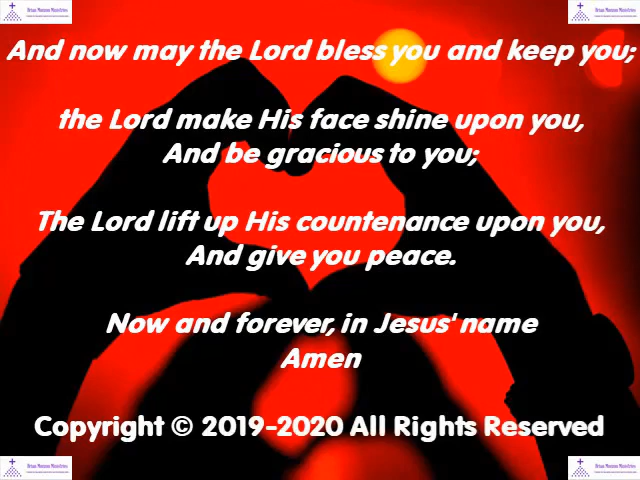 And now may the Lord bless you and keep you;
the Lord make His face shine upon you,
And be gracious to you;
The Lord lift up His countenance upon you,
And give you peace.
Now and forever, in Jesus' name
Amen
Copyright © 2019-2020 All Rights Reserved